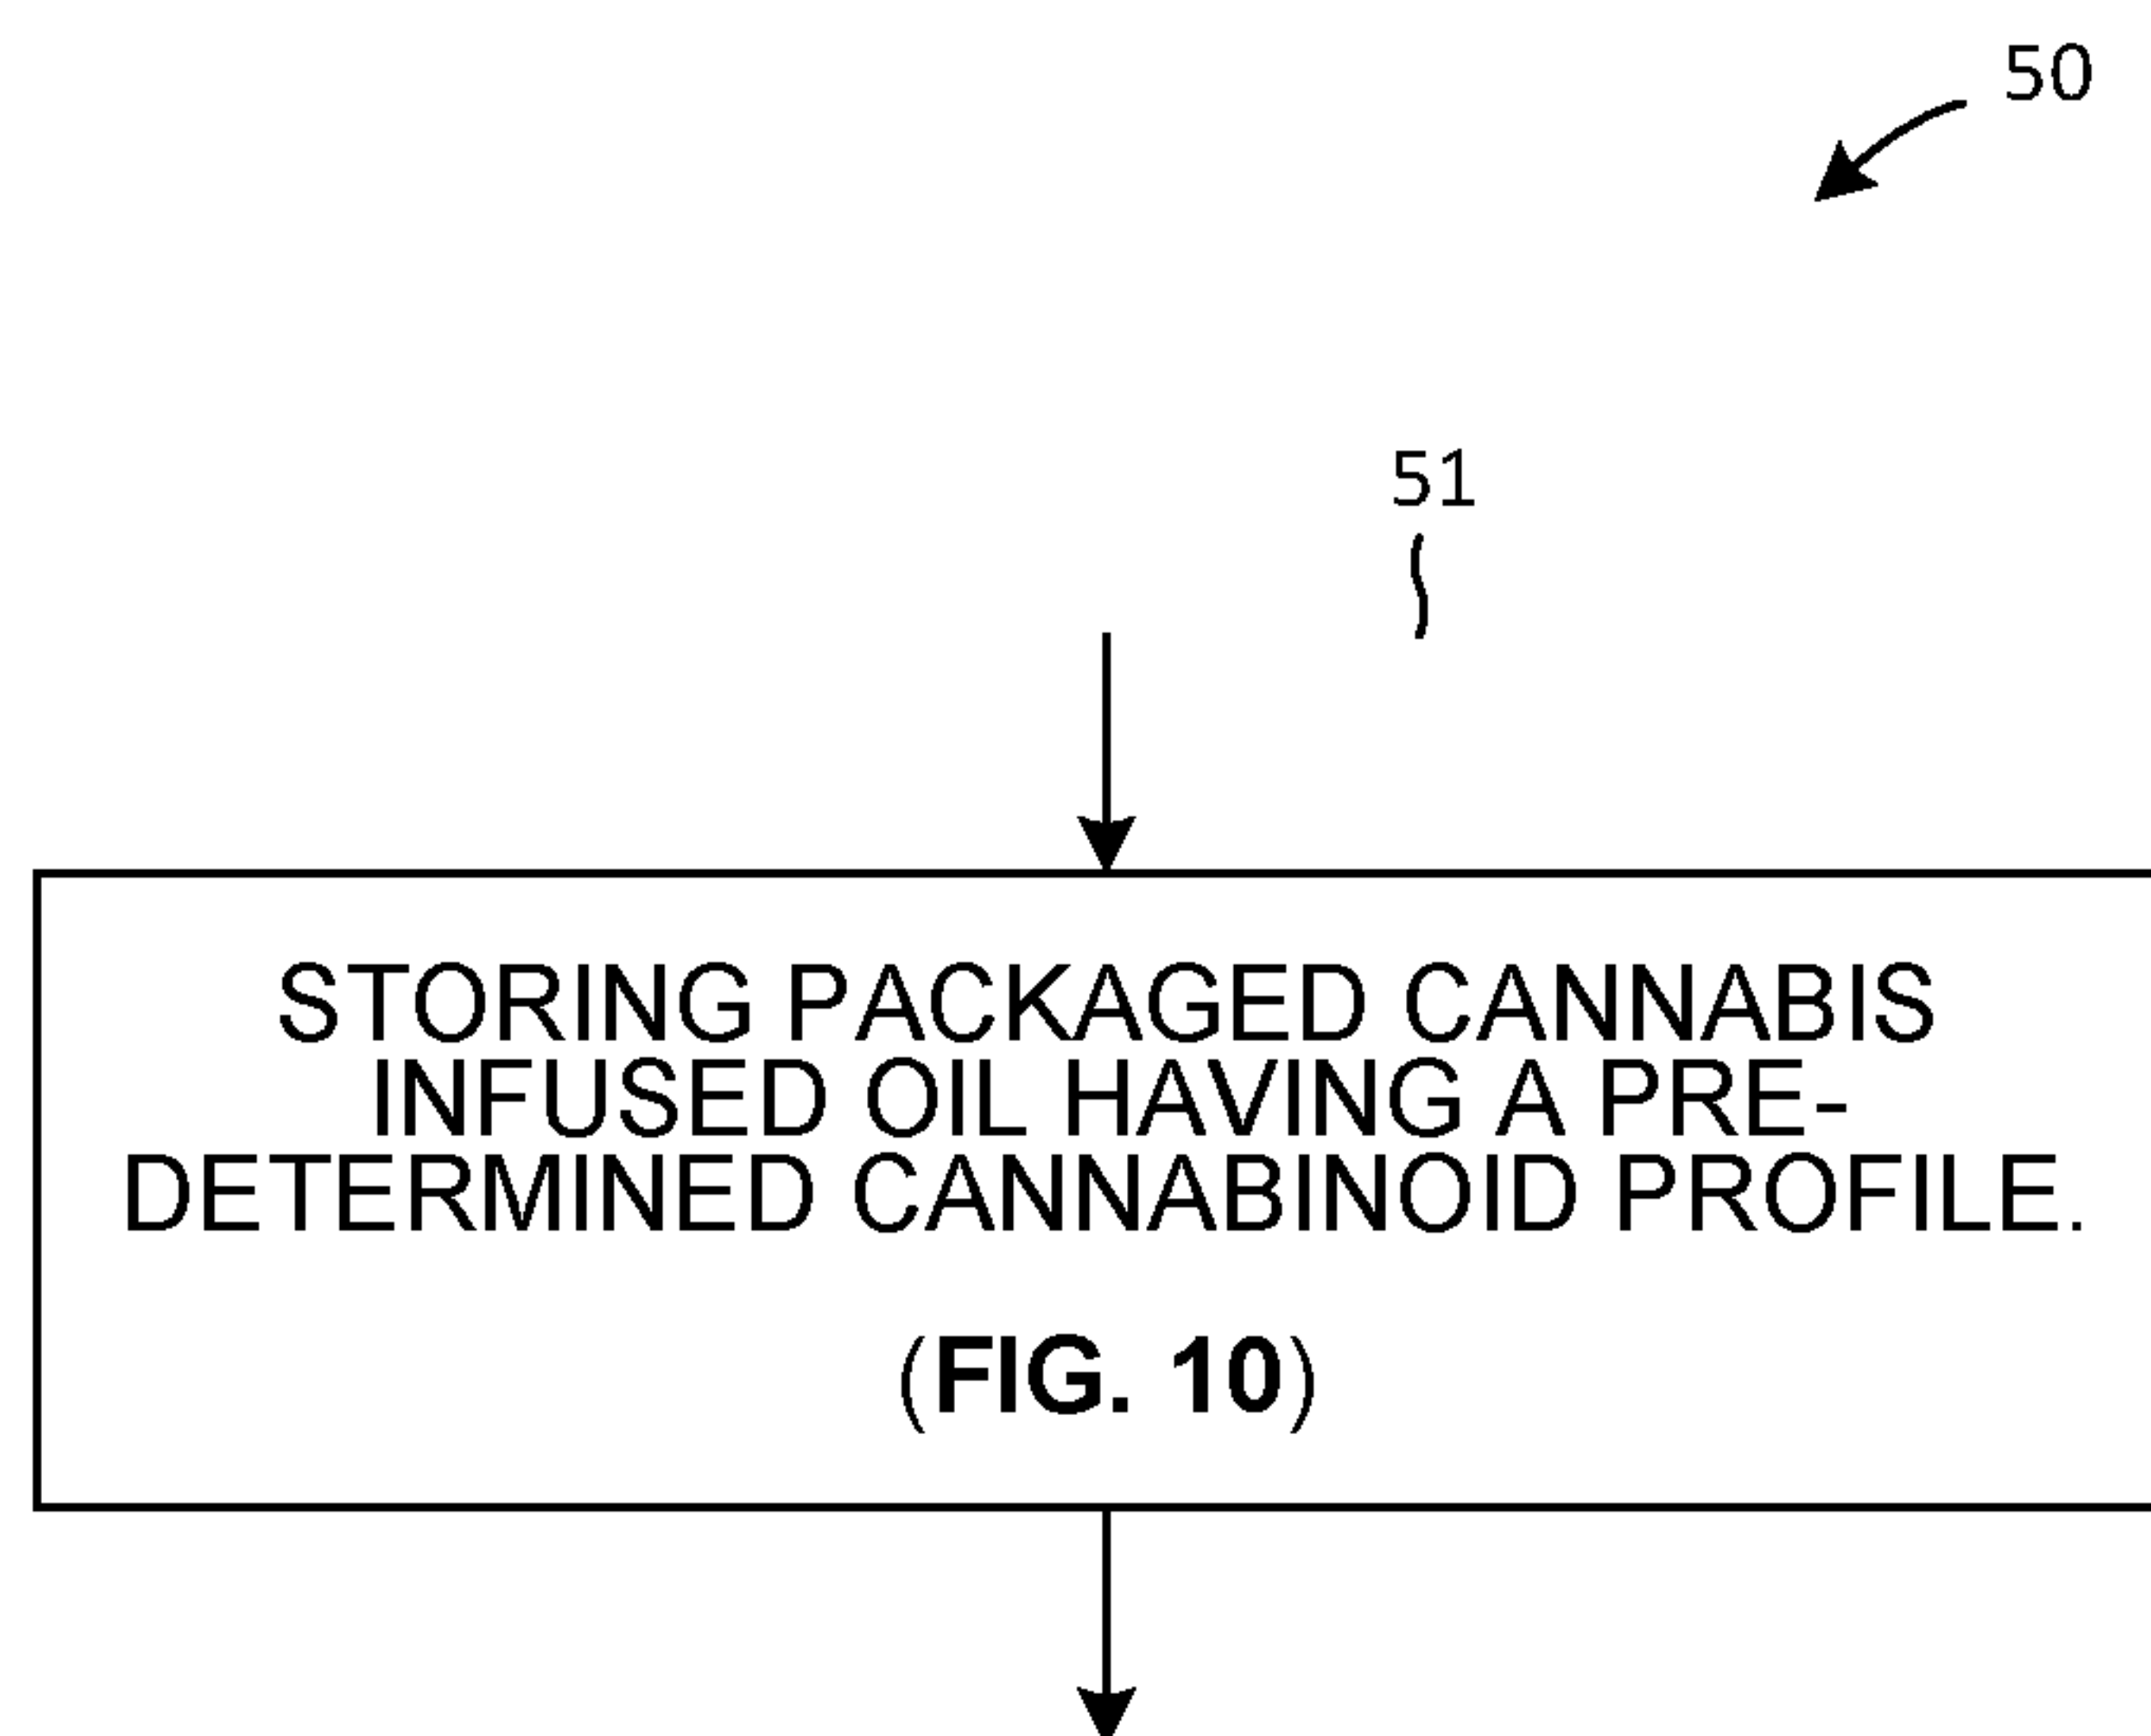 50
51
STORING PACKAGED CANNABIS
INFUSED OIL HAVING A PRE-
DETERMINED CANNABINOID PROFILE.
(FIG. 10)